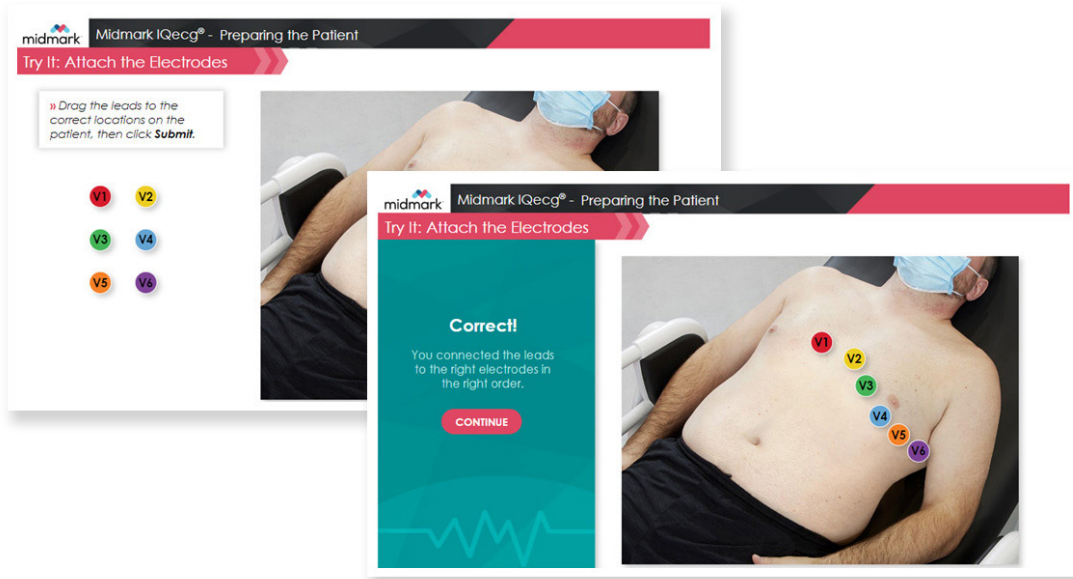 midmark
Midmark IQecg® - Preparing the Patient
Try It: Attach the Electrodes
» Drag the leads to the
correct locations on the
patient, then click Submit.
V1 V2
V3 V4
V5 V6
midmark
Midmark IQecg® - Preparing the Patient
Try It: Attach the Electrodes
Correct!
You connected the leads
to the right electrodes in
the right order.
CONTINUE
V1
V2
V3
V4
V5
V6